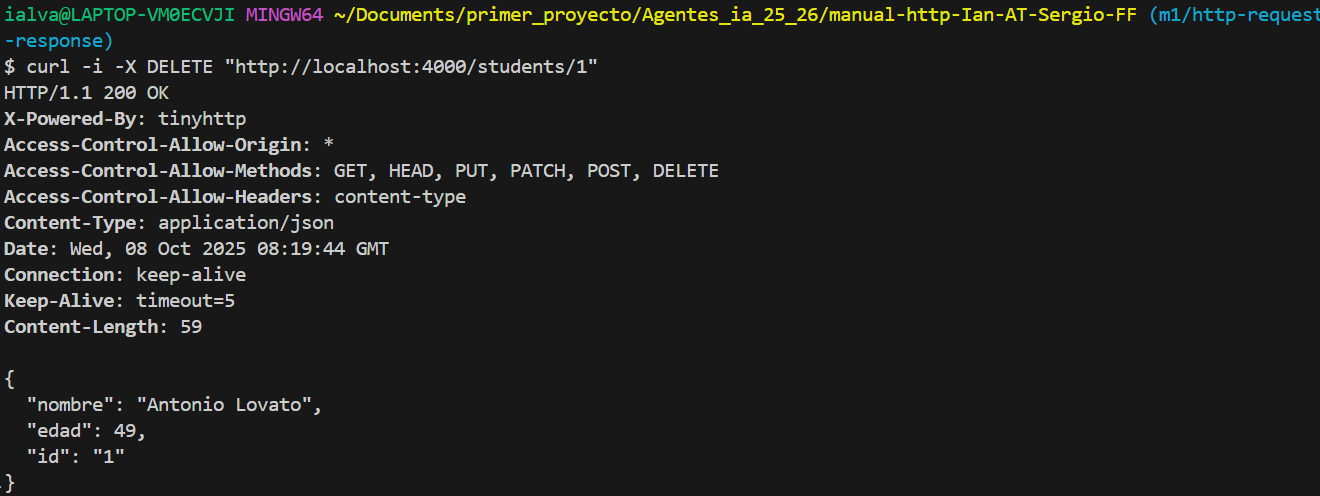 ialva@LAPTOP-VM0ECVJI MINGW64 ~/Documents/primer_proyecto/Agentes_ia_25_26/manual-http-Ian-AT-Sergio-FF (m1/http-request
-response)
$ curl -i -X DELETE "http://localhost:4000/students/1"
HTTP/1.1 200 OK
X-Powered-By: tinyhttp
Access-Control-Allow-Origin: *
Access-Control-Allow-Methods: GET, HEAD, PUT, PATCH, POST, DELETE
Access-Control-Allow-Headers: content-type
Content-Type: application/json
Date: Wed, 08 Oct 2025 08:19:44 GMT
Connection: keep-alive
Keep-Alive: timeout=5
Content-Length: 59

{
  "nombre": "Antonio Lovato",
  "edad": 49,
  "id": "1"
}